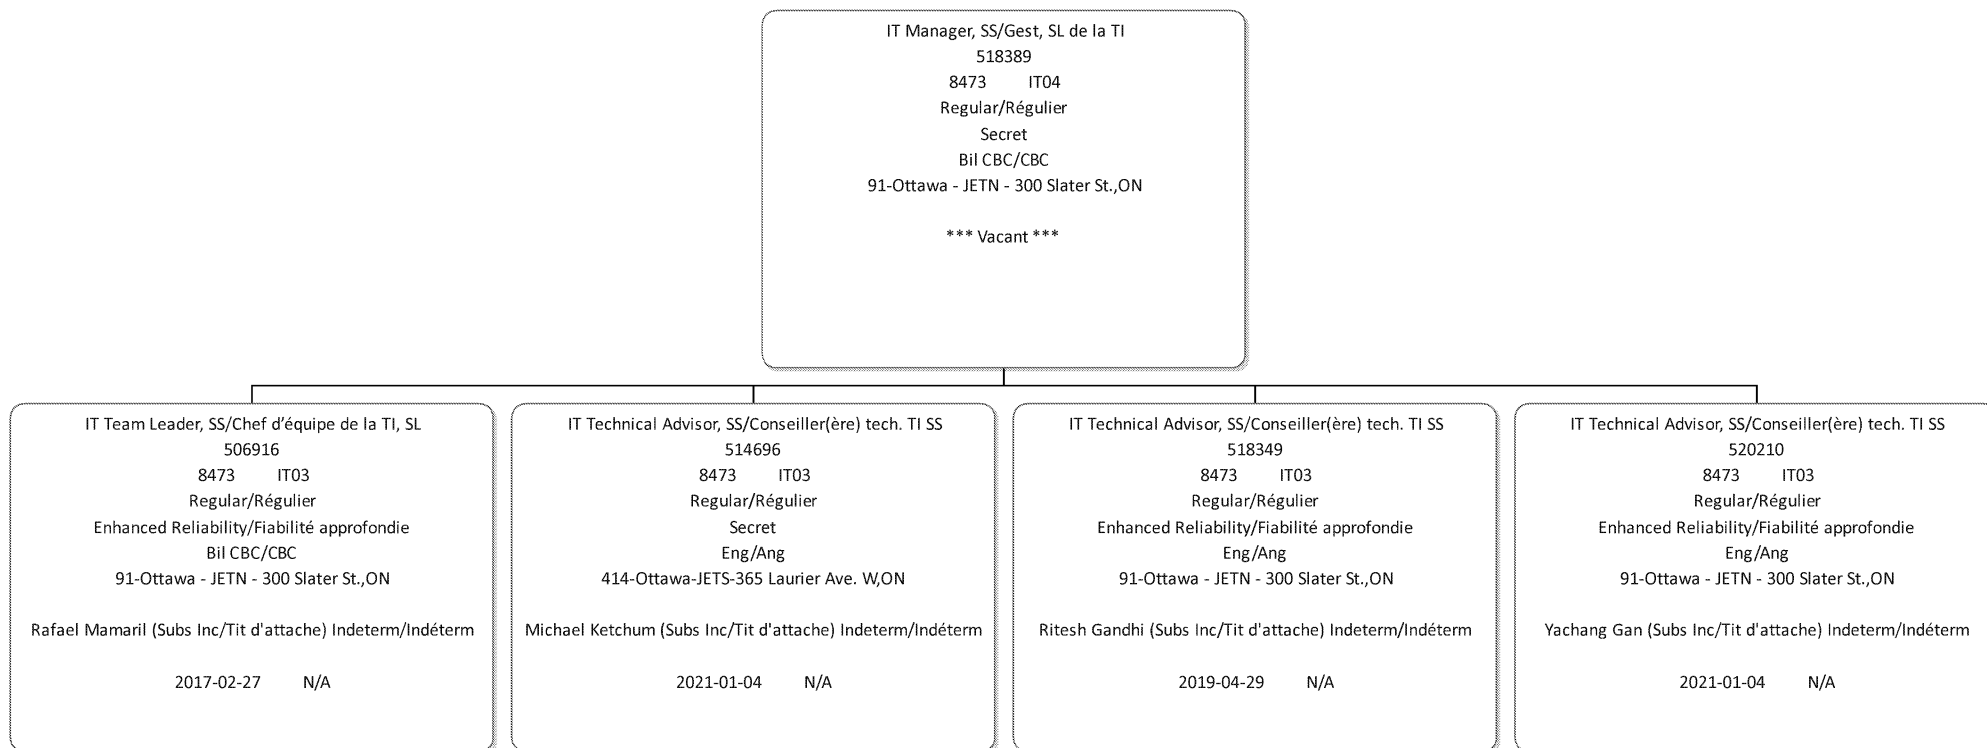 IT Manager, SS/Gest, SL de la TI
518389
8473 IT04
Regular/Régulier
Secret
Bil CBC/CBC
91-Ottawa - JETN - 300 Slater St.,ON
*** Vacant ***
IT Team Leader, SS/Chef d’équipe de la TI, SL
506916
8473 IT03
Regular/Régulier
Enhanced Reliability/Fiabilité approfondie
Bil CBC/CBC
91-Ottawa - JETN - 300 Slater St.,ON
Rafael Mamaril (Subs Inc/Tit d'attache) Indeterm/Indéterm
2017-02-27 N/A
IT Technical Advisor, SS/Conseiller(ère) tech. TI SS
514696
8473 IT03
Regular/Régulier
Secret
Eng/Ang
414-Ottawa-JETS-365 Laurier Ave. W,ON
Michael Ketchum (Subs Inc/Tit d'attache) Indeterm/Indéterm
2021-01-04 N/A
IT Technical Advisor, SS/Conseiller(ère) tech. TI SS
518349
8473 IT03
Regular/Régulier
Enhanced Reliability/Fiabilité approfondie
Eng/Ang
91-Ottawa - JETN - 300 Slater St.,ON
Ritesh Gandhi (Subs Inc/Tit d'attache) Indeterm/Indéterm
2019-04-29 N/A
IT Technical Advisor, SS/Conseiller(ère) tech. TI SS
520210
8473 IT03
Regular/Régulier
Enhanced Reliability/Fiabilité approfondie
Eng/Ang
91-Ottawa - JETN - 300 Slater St.,ON
Yachang Gan (Subs Inc/Tit d'attache) Indeterm/Indéterm
2021-01-04 N/A